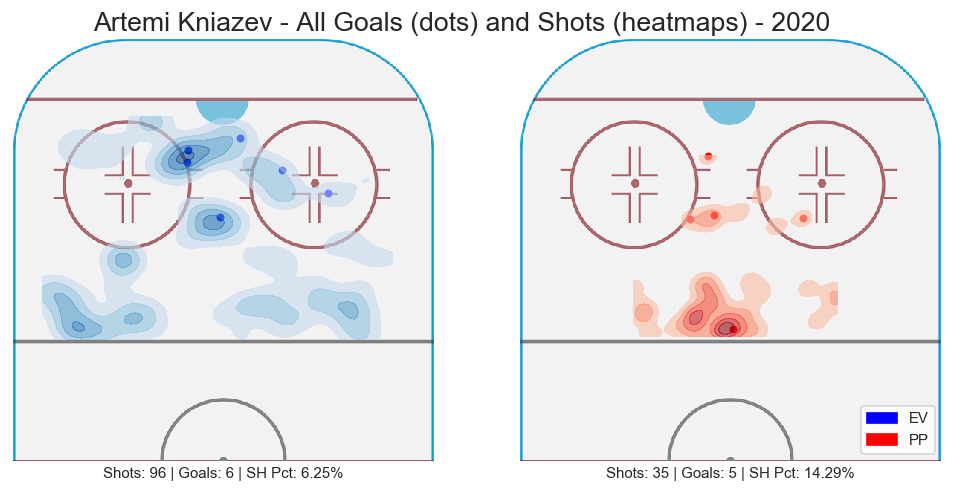 Artemi Kniazev - All Goals (dots) and Shots (heatmaps) - 2020
EV
PP
Shots: 96 | Goals: 6 | SH Pct: 6.25%
Shots: 35 | Goals: 5 | SH Pct: 14.29%